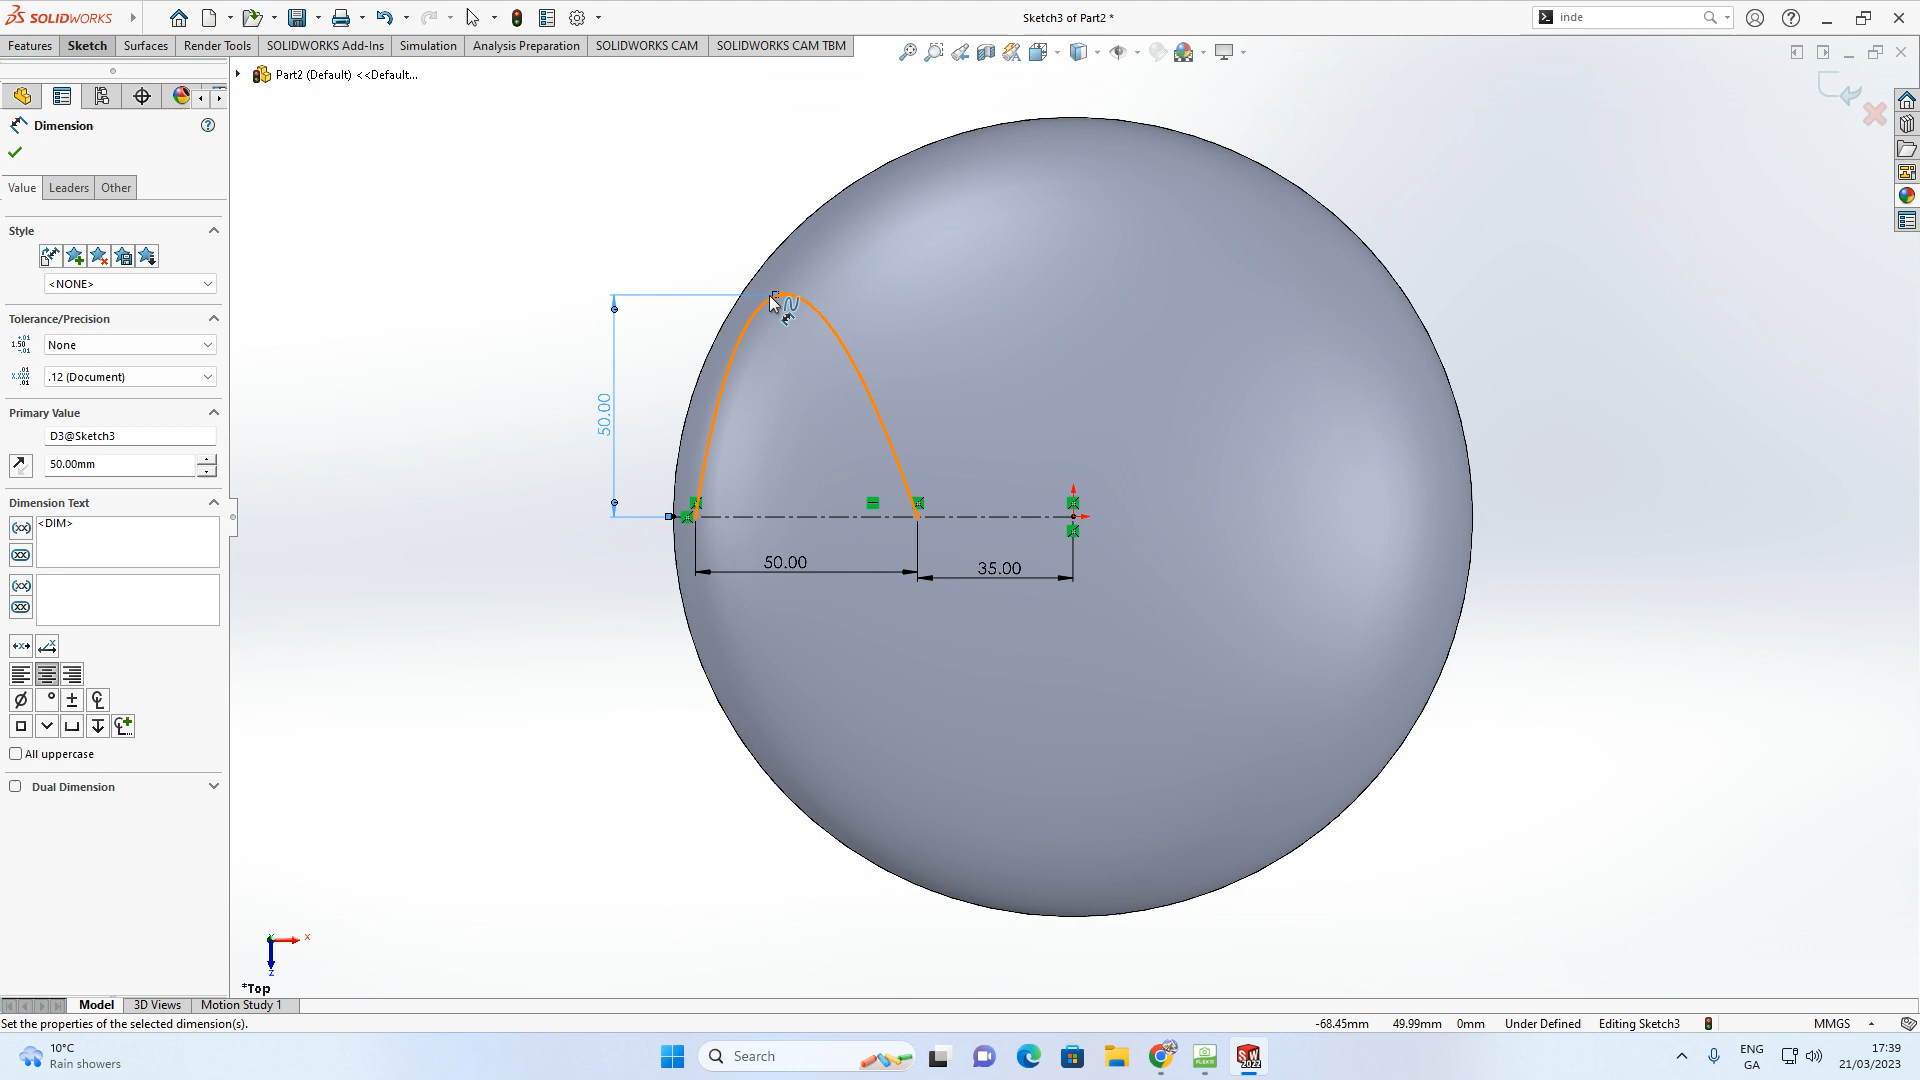 SOLIDWORKS
Sketch3 of Part2 *
inde
Features
Sketch
Surfaces
Render Tools
SOLIDWORKS Add-Ins
Simulation
Analysis Preparation
SOLIDWORKS CAM
SOLIDWORKS CAM TBM
Part2 (Default) <<Default...
Dimension
Value
Leaders
Other
Style
<NONE>
Tolerance/Precision
None
.12 (Document)
Primary Value
D3@Sketch3
50.00mm
Dimension Text
<DIM>
All uppercase
Dual Dimension
50.00
50.00
35.00
x
z
*Top
Model
3D Views
Motion Study 1
Set the properties of the selected dimension(s).
-68.45mm
49.99mm
0mm
Under Defined
Editing Sketch3
MMGS
10°C
Rain showers
Search
ENG
GA
17:39
21/03/2023